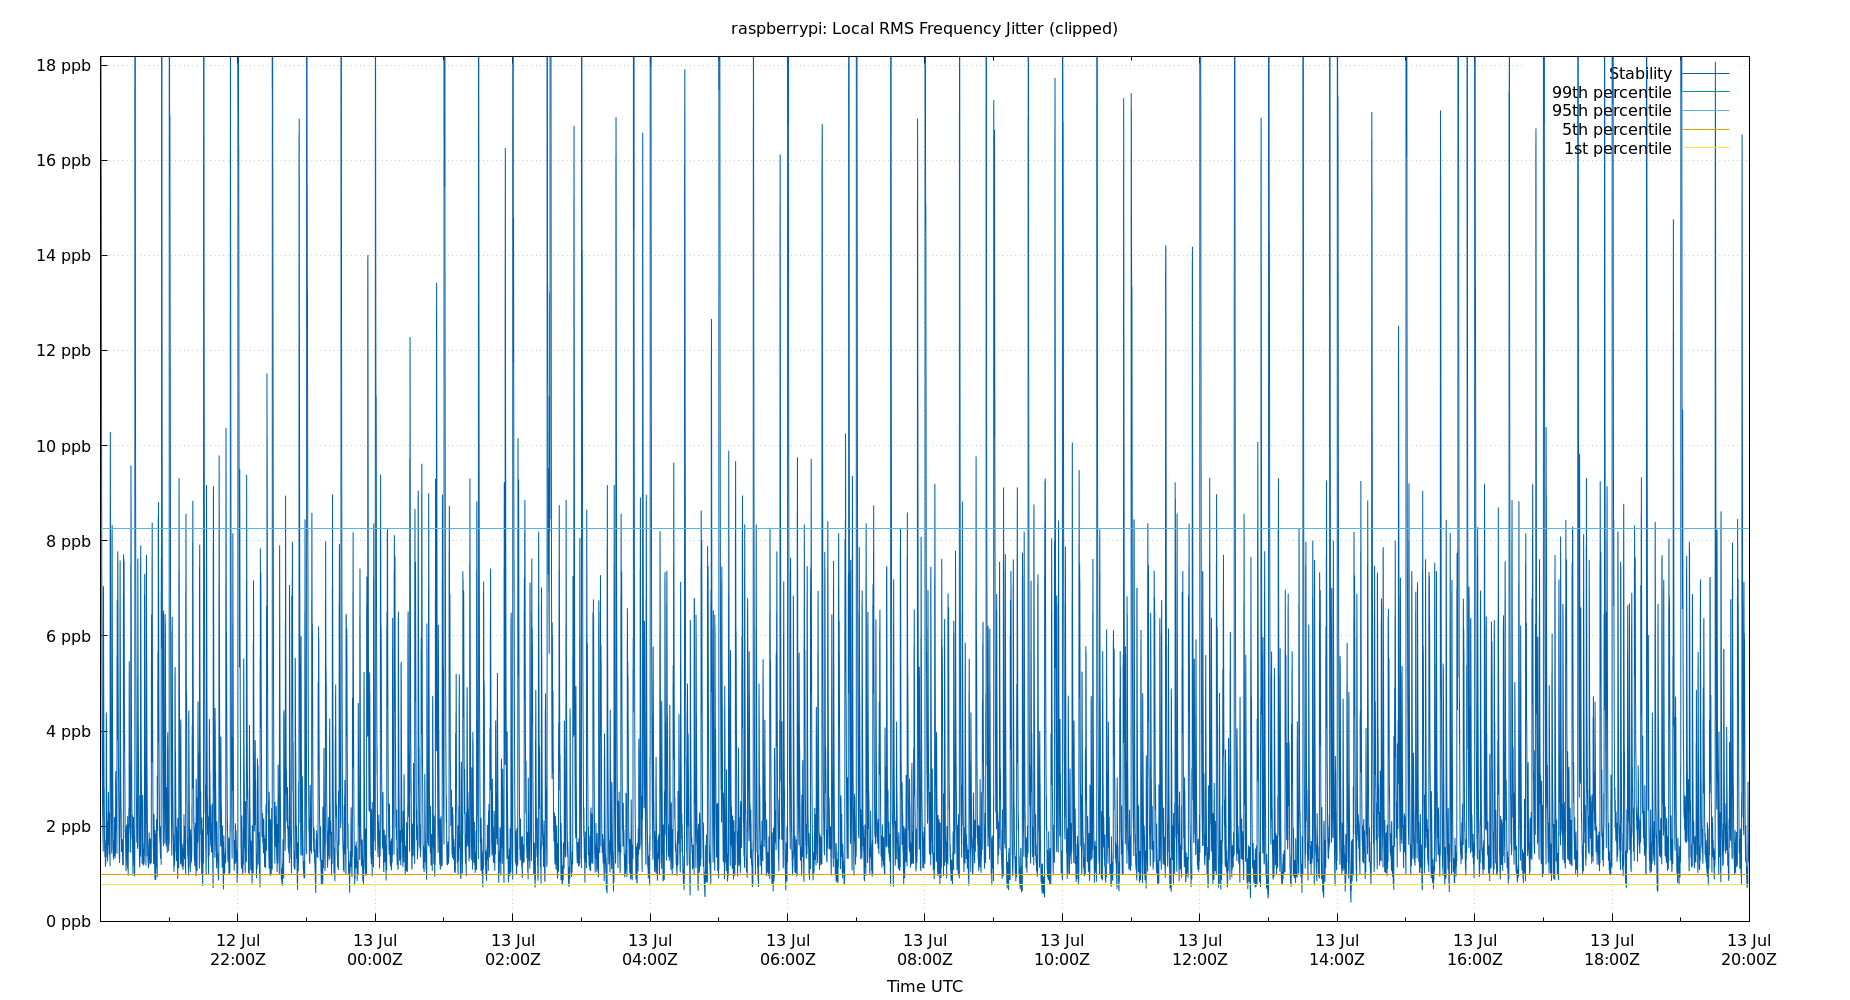 raspberrypi: Local RMS Frequency Jitter (clipped)
18 ppb
16 ppb
14 ppb
12 ppb
10 ppb
8 ppb
6 ppb
4 ppb
2 ppb
0 ppb
Stability
99th percentile
95th percentile
5th percentile
1st percentile
12 Jul
22:00Z
13 Jul
00:00Z
13 Jul
02:00Z
13 Jul
04:00Z
13 Jul
06:00Z
13 Jul
08:00Z
13 Jul
10:00Z
13 Jul
12:00Z
13 Jul
14:00Z
13 Jul
16:00Z
13 Jul
18:00Z
13 Jul
20:00Z
Time UTC